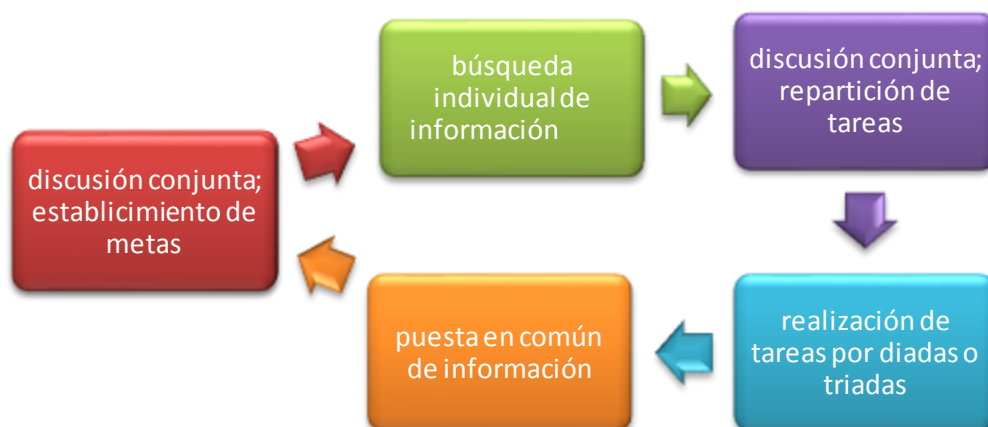 discusión conjunta;
establicimiento de
metas
búsqueda
individual de
información
discusión conjunta;
repartición de
tareas
realización de
tareas por diadas o
triadas
puesta en común
de información